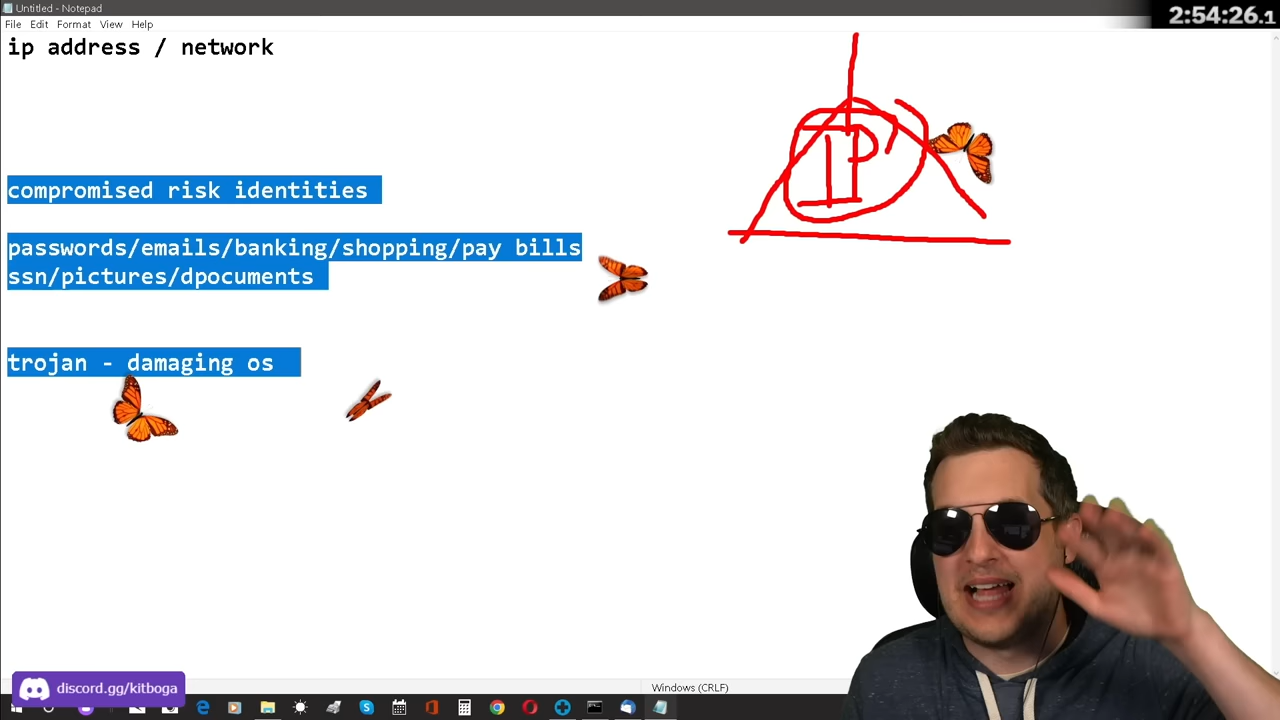 Untitled - Notepad
2:54:26.1
File Edit Format View Help
ip address / network
IP
compromised risk identities
passwords/emails/banking/shopping/pay bills
ssn/pictures/dpocuments
trojan - damaging os
discord.gg/kitboga
Windows (CRLF)